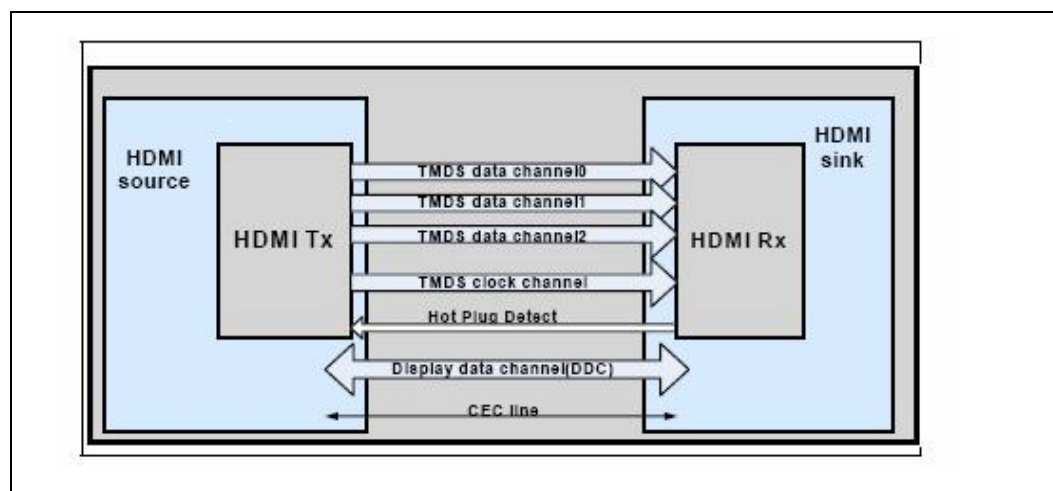 HDMI
source
HDMI Tx
TMDS data channel0
TMDS data channel1
TMDS data channel2
TMDS clock channel
Hot Plug Detect
Display data channel(DDC)
CEC line
HDMI Rx
HDMI
sink